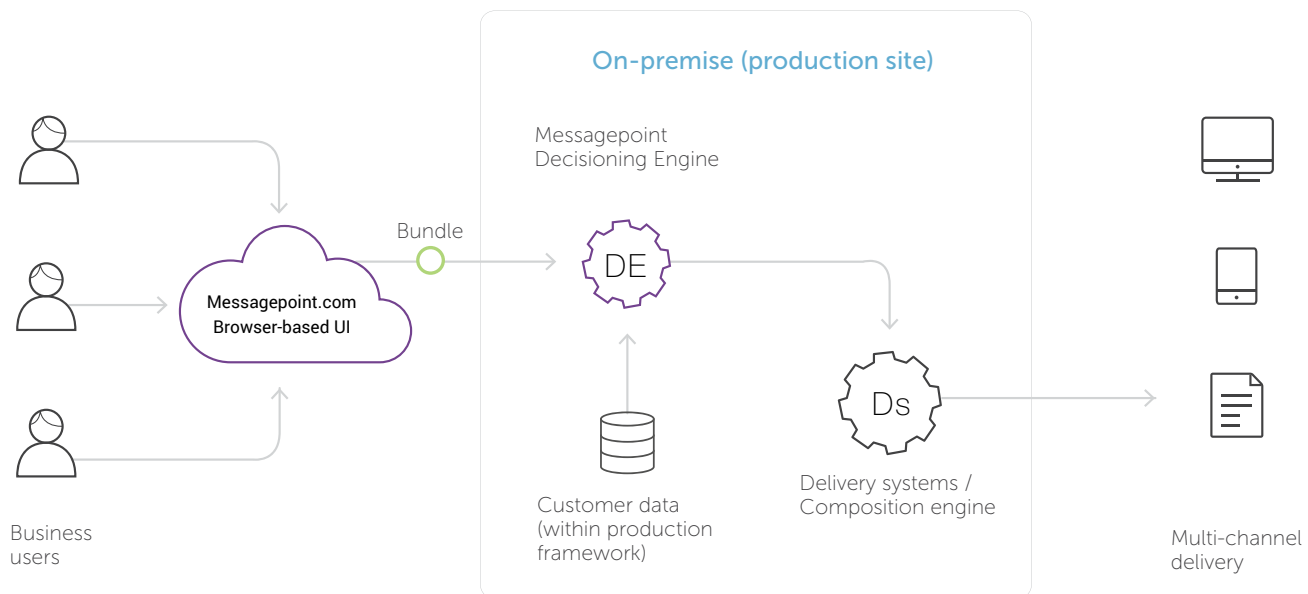 On-premise (production site)
Messagepoint
Decisioning Engine
Bundle
DE
Messagepoint.com
Browser-based UI
Ds
Delivery systems /
Composition engine
Customer data
(within production
framework)
Business
users
Multi-channel
delivery